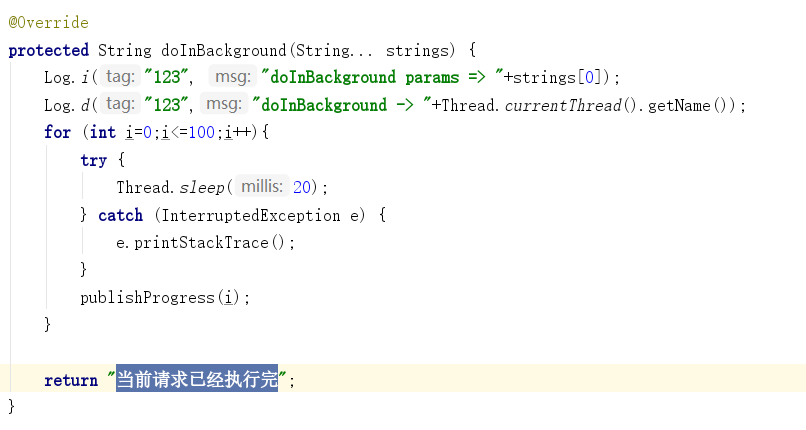 @Override
protected String doInBackground(String... strings) {
    Log.i( tag: "123", msg: "doInBackground params => "+strings[0]);
    Log.d( tag: "123", msg: "doInBackground -> "+Thread.currentThread().getName());
    for (int i=0;i<=100;i++){
        try {
            Thread.sleep( millis: 20);
        } catch (InterruptedException e) {
            e.printStackTrace();
        }
        publishProgress(i);
    }
    return "当前请求已经执行完";
}